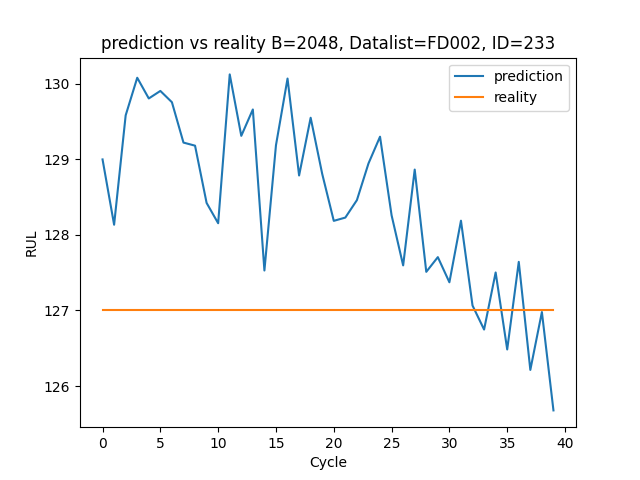 prediction vs reality B=2048, Datalist=FD002, ID=233
prediction
reality
130
129
128
127
126
RUL
0 5 10 15 20 25 30 35 40
Cycle